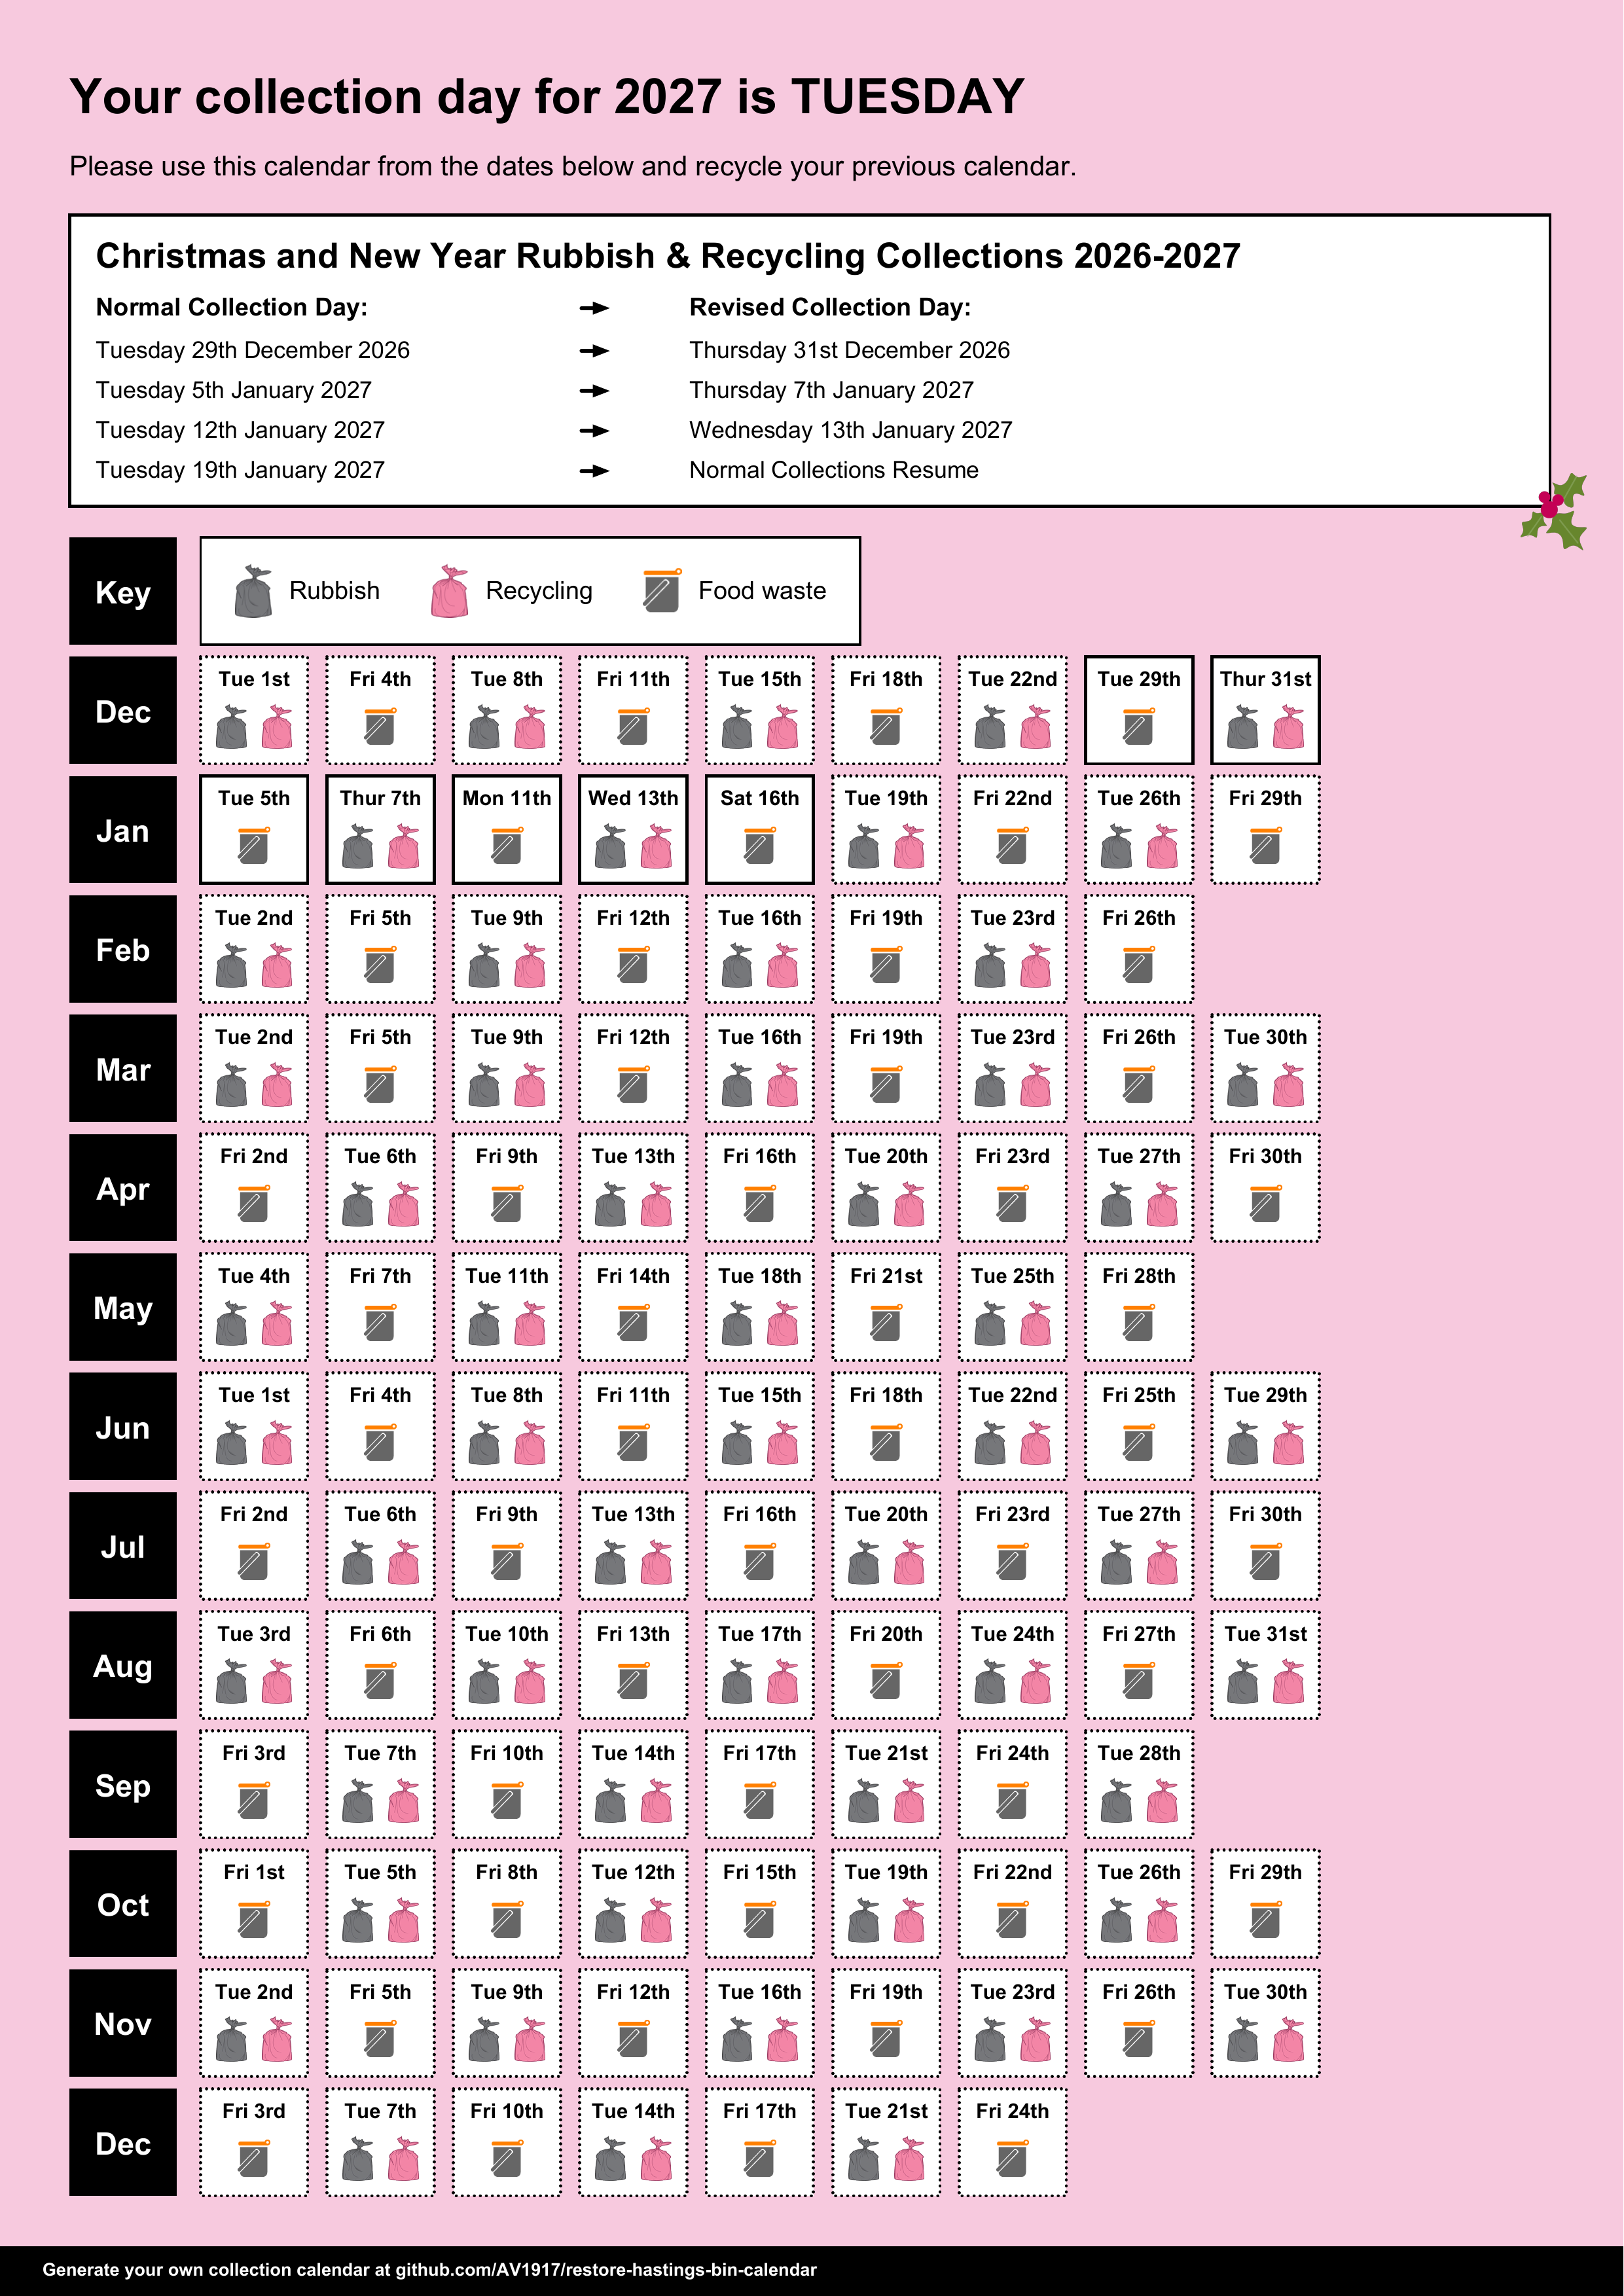 Your collection day for 2027 is TUESDAY
Please use this calendar from the dates below and recycle your previous calendar.
Christmas and New Year Rubbish & Recycling Collections 2026-2027
Normal Collection Day: Revised Collection Day:
Tuesday 29th December 2026 Thursday 31st December 2026
Tuesday 5th January 2027 Thursday 7th January 2027
Tuesday 12th January 2027 Wednesday 13th January 2027
Tuesday 19th January 2027 Normal Collections Resume
Key Rubbish Recycling Food waste
Dec Tue 1st Fri 4th Tue 8th Fri 11th Tue 15th Fri 18th Tue 22nd Tue 29th Thur 31st
Jan Tue 5th Thur 7th Mon 11th Wed 13th Sat 16th Tue 19th Fri 22nd Tue 26th Fri 29th
Feb Tue 2nd Fri 5th Tue 9th Fri 12th Tue 16th Fri 19th Tue 23rd Fri 26th
Mar Tue 2nd Fri 5th Tue 9th Fri 12th Tue 16th Fri 19th Tue 23rd Fri 26th Tue 30th
Apr Fri 2nd Tue 6th Fri 9th Tue 13th Fri 16th Tue 20th Fri 23rd Tue 27th Fri 30th
May Tue 4th Fri 7th Tue 11th Fri 14th Tue 18th Fri 21st Tue 25th Fri 28th
Jun Tue 1st Fri 4th Tue 8th Fri 11th Tue 15th Fri 18th Tue 22nd Fri 25th Tue 29th
Jul Fri 2nd Tue 6th Fri 9th Tue 13th Fri 16th Tue 20th Fri 23rd Tue 27th Fri 30th
Aug Tue 3rd Fri 6th Tue 10th Fri 13th Tue 17th Fri 20th Tue 24th Fri 27th Tue 31st
Sep Fri 3rd Tue 7th Fri 10th Tue 14th Fri 17th Tue 21st Fri 24th Tue 28th
Oct Fri 1st Tue 5th Fri 8th Tue 12th Fri 15th Tue 19th Fri 22nd Tue 26th Fri 29th
Nov Tue 2nd Fri 5th Tue 9th Fri 12th Tue 16th Fri 19th Tue 23rd Fri 26th Tue 30th
Dec Fri 3rd Tue 7th Fri 10th Tue 14th Fri 17th Tue 21st Fri 24th
Generate your own collection calendar at github.com/AV1917/restore-hastings-bin-calendar